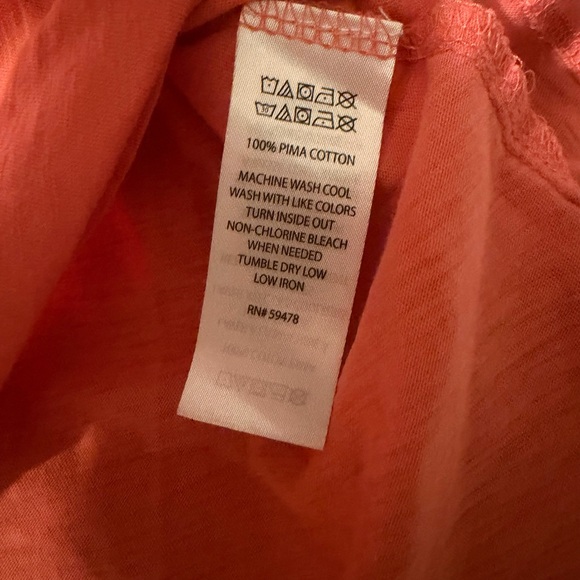 100% PIMA COTTON
MACHINE WASH COOL
WASH WITH LIKE COLORS
TURN INSIDE OUT
NON-CHLORINE BLEACH
WHEN NEEDED
TUMBLE DRY LOW
LOW IRON
RN# 59478